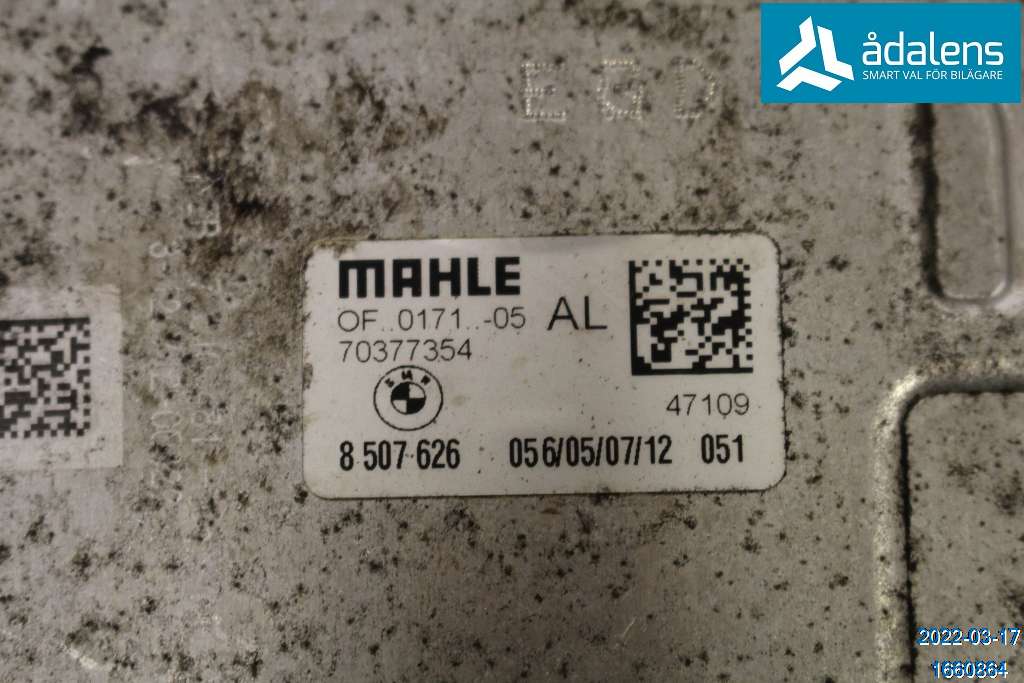 ådalens
SMART VAL FÖR BILÄGARE
EGD
MAHLE
OF..0171..-05 AL
70377354
BMW
47109
8 507 626 056/05/07/12 051
2022-03-17
1660864